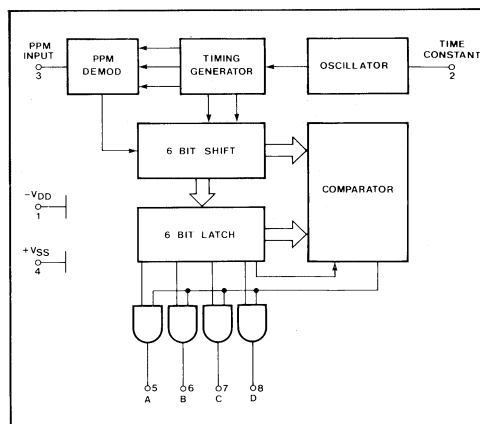 PPM
INPUT
3
PPM
DEMOD
TIMING
GENERATOR
OSCILLATOR
TIME
CONSTANT
2
6 BIT SHIFT
COMPARATOR
-VDD
1
6 BIT LATCH
+VSS
4
5
6
7
8
A
B
C
D